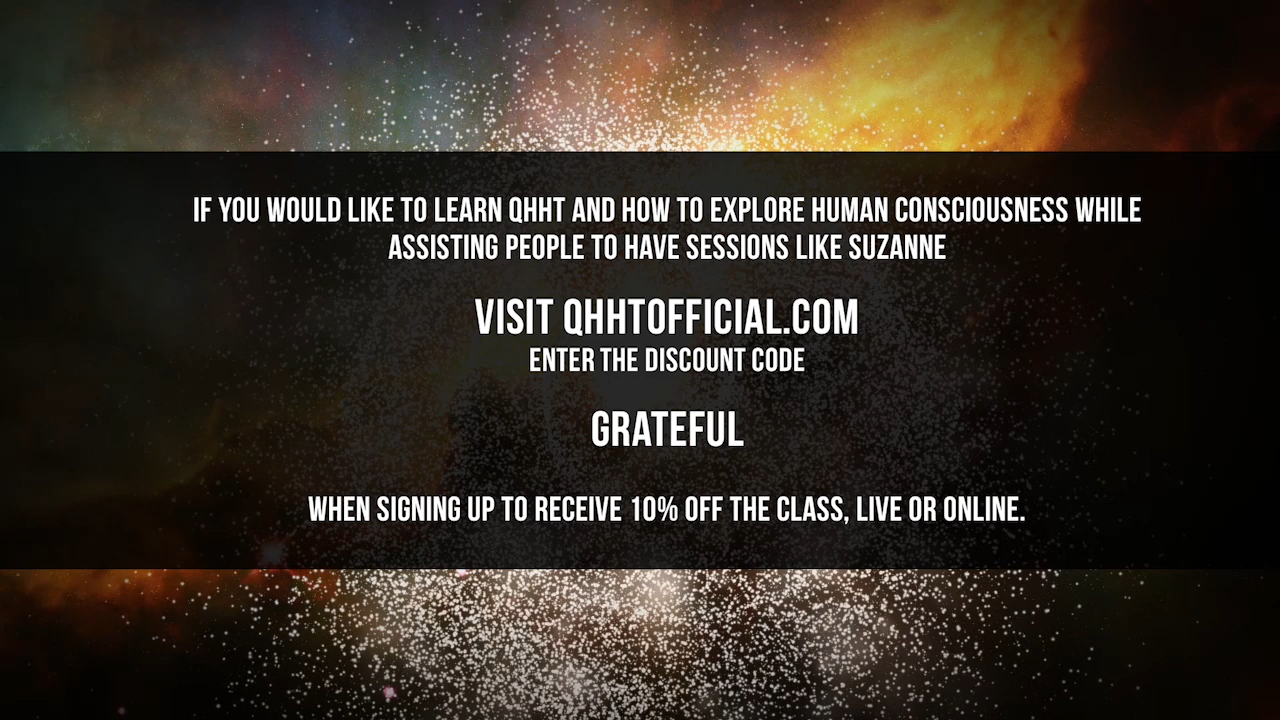 IF YOU WOULD LIKE TO LEARN QHHT AND HOW TO EXPLORE HUMAN CONSCIOUSNESS WHILE
ASSISTING PEOPLE TO HAVE SESSIONS LIKE SUZANNE
VISIT QHHTOFFICIAL.COM
ENTER THE DISCOUNT CODE
GRATEFUL
WHEN SIGNING UP TO RECEIVE 10% OFF THE CLASS, LIVE OR ONLINE.